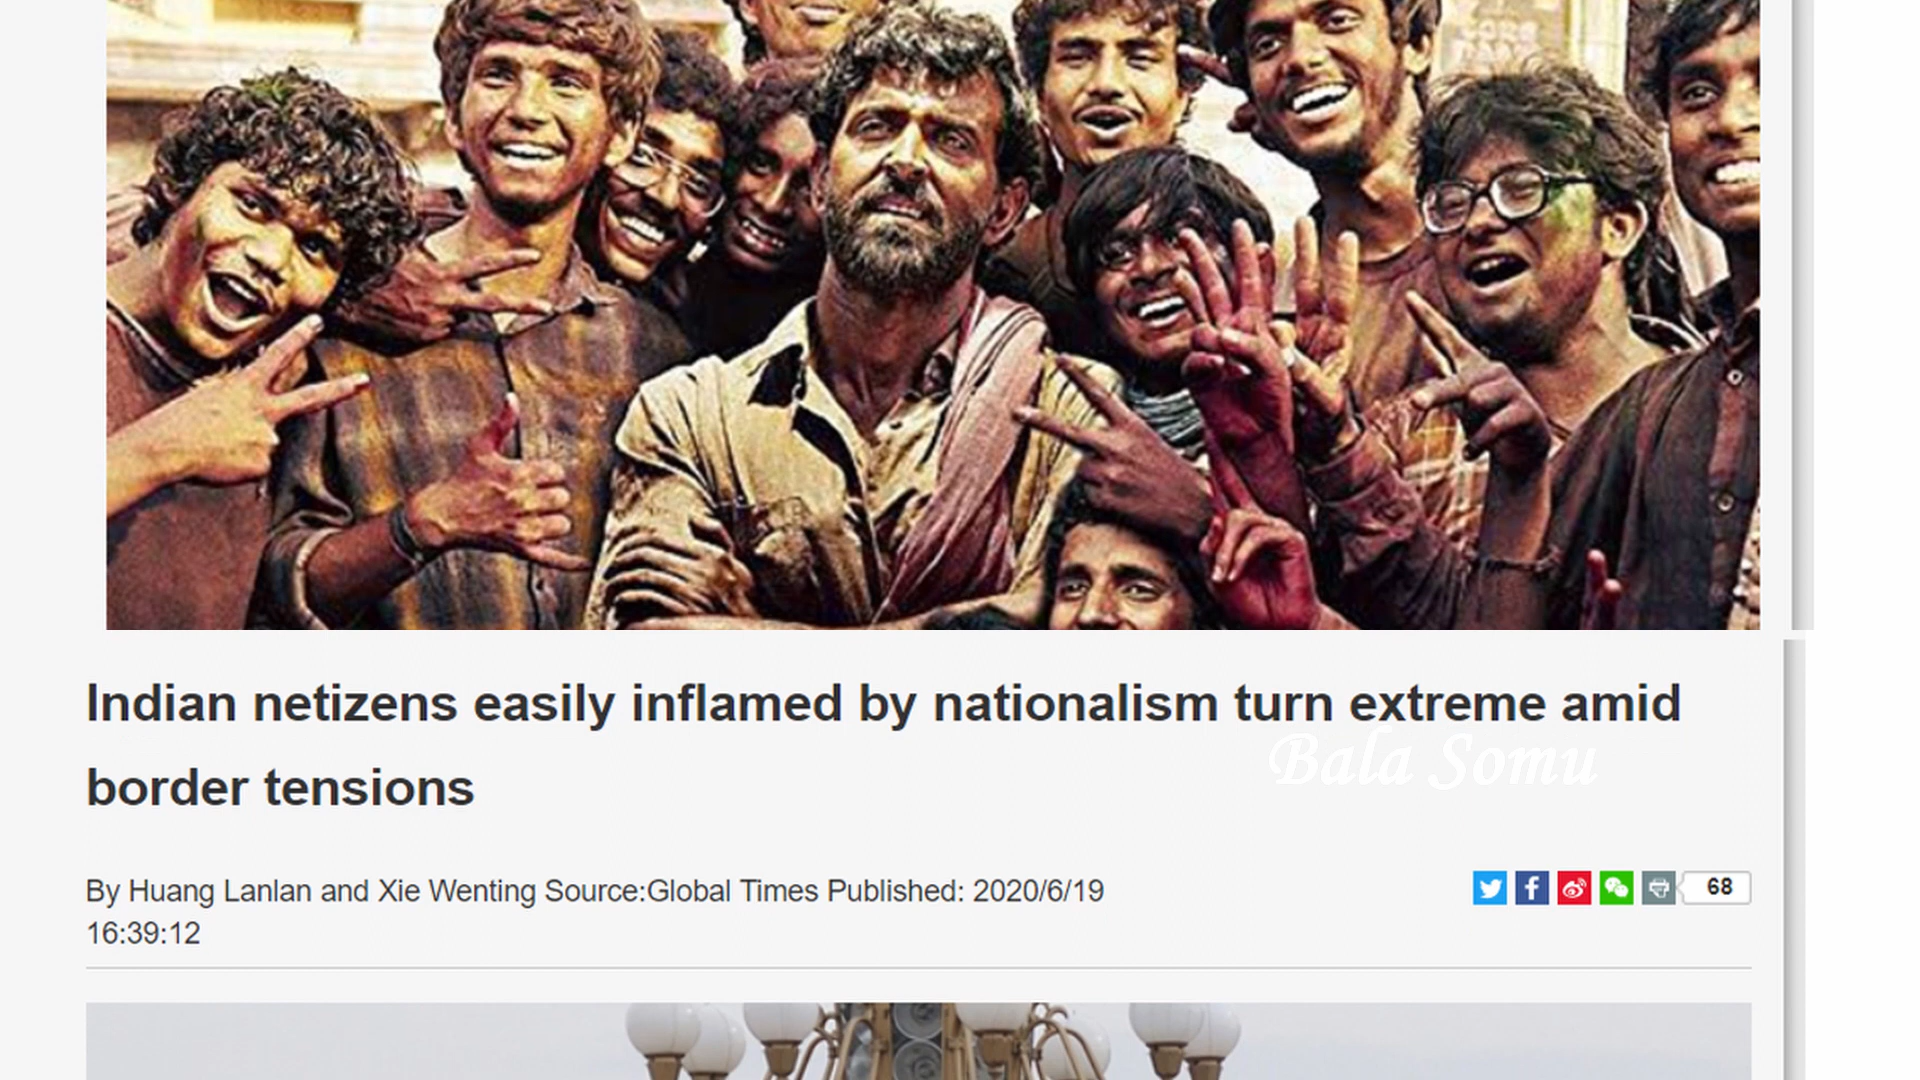 Indian netizens easily inflamed by nationalism turn extreme amid
border tensions
Bala Somu
By Huang Lanlan and Xie Wenting Source:Global Times Published: 2020/6/19
16:39:12
68